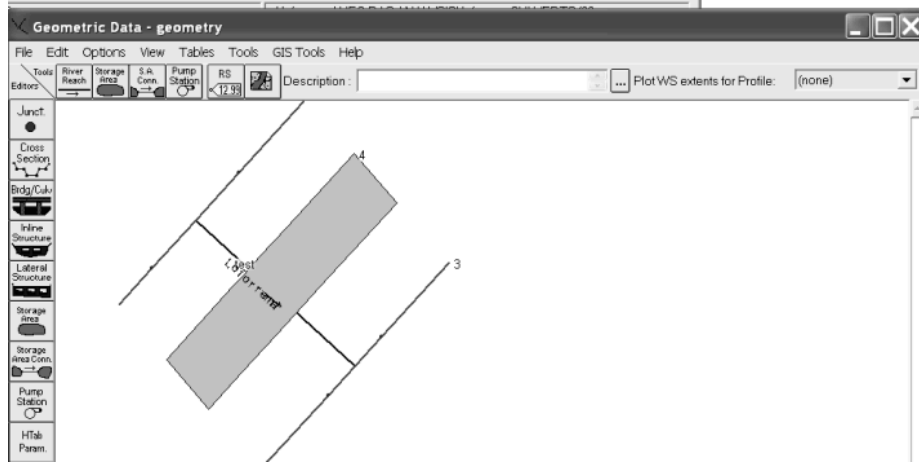 Geometric Data - geometry
File Edit Options View Tables Tools GIS Tools Help
Tools
Editors
River Reach
Storage Area
S.A. Conn.
Pump Station
RS
12.99
Description :
...
Plot WS extents for Profile:
(none)
Junct.
Cross Section
Brdg/Culv
Inline Structure
Lateral Structure
Storage Area
Storage Area Conn.
Pump Station
HTab Param.
4
test
3